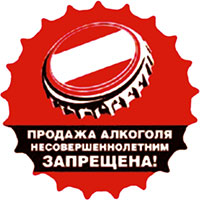 ПРОДАЖА АЛКОГОЛЯ
НЕСОВЕРШЕННОЛЕТНИМ
ЗАПРЕЩЕНА!